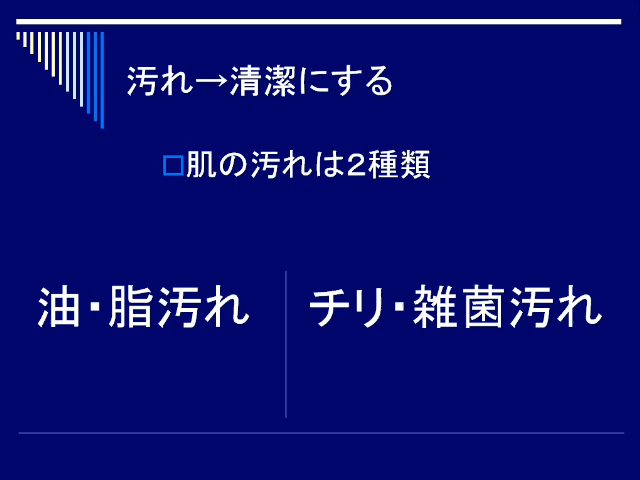 汚れ→清潔にする
肌の汚れは２種類
油・脂汚れ
チリ・雑菌汚れ